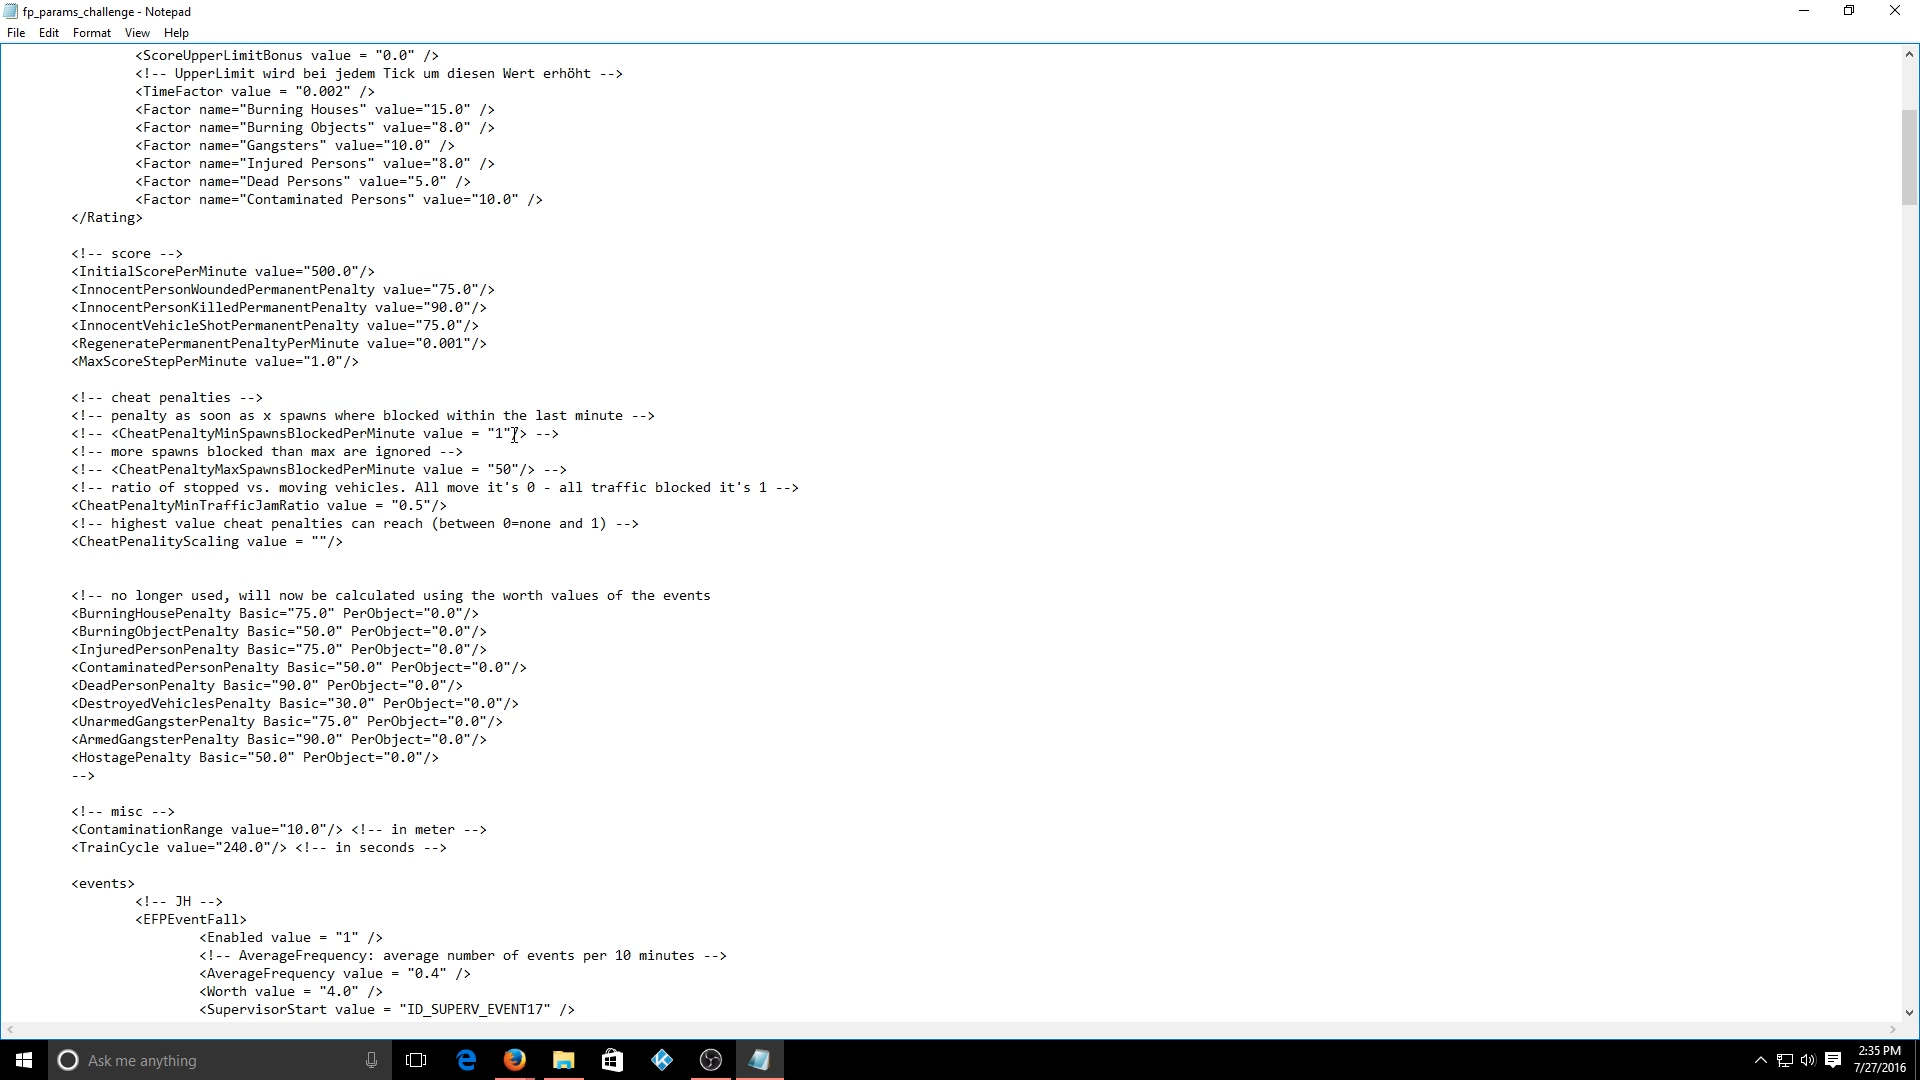 fp_params_challenge - Notepad
File Edit Format View Help
<ScoreUpperLimitBonus value = "0.0" />
<!-- UpperLimit wird bei jedem Tick um diesen Wert erhöht -->
<TimeFactor value = "0.002" />
<Factor name="Burning Houses" value="15.0" />
<Factor name="Burning Objects" value="8.0" />
<Factor name="Gangsters" value="10.0" />
<Factor name="Injured Persons" value="8.0" />
<Factor name="Dead Persons" value="5.0" />
<Factor name="Contaminated Persons" value="10.0" />
</Rating>
<!-- score -->
<InitialScorePerMinute value="500.0"/>
<InnocentPersonWoundedPermanentPenalty value="75.0"/>
<InnocentPersonKilledPermanentPenalty value="90.0"/>
<InnocentVehicleShotPermanentPenalty value="75.0"/>
<RegeneratePermanentPenaltyPerMinute value="0.001"/>
<MaxScoreStepPerMinute value="1.0"/>
<!-- cheat penalties -->
<!-- penalty as soon as x spawns where blocked within the last minute -->
<!-- <CheatPenaltyMinSpawnsBlockedPerMinute value = "1"/> -->
<!-- more spawns blocked than max are ignored -->
<!-- <CheatPenaltyMaxSpawnsBlockedPerMinute value = "50"/> -->
<!-- ratio of stopped vs. moving vehicles. All move it's 0 - all traffic blocked it's 1 -->
<CheatPenaltyMinTrafficJamRatio value = "0.5"/>
<!-- highest value cheat penalties can reach (between 0=none and 1) -->
<CheatPenalityScaling value = ""/>
<!-- no longer used, will now be calculated using the worth values of the events
<BurningHousePenalty Basic="75.0" PerObject="0.0"/>
<BurningObjectPenalty Basic="50.0" PerObject="0.0"/>
<InjuredPersonPenalty Basic="75.0" PerObject="0.0"/>
<ContaminatedPersonPenalty Basic="50.0" PerObject="0.0"/>
<DeadPersonPenalty Basic="90.0" PerObject="0.0"/>
<DestroyedVehiclesPenalty Basic="30.0" PerObject="0.0"/>
<UnarmedGangsterPenalty Basic="75.0" PerObject="0.0"/>
<ArmedGangsterPenalty Basic="90.0" PerObject="0.0"/>
<HostagePenalty Basic="50.0" PerObject="0.0"/>
-->
<!-- misc -->
<ContaminationRange value="10.0"/> <!-- in meter -->
<TrainCycle value="240.0"/> <!-- in seconds -->
<events>
<!-- JH -->
<EFPEventFall>
<Enabled value = "1" />
<!-- AverageFrequency: average number of events per 10 minutes -->
<AverageFrequency value = "0.4" />
<Worth value = "4.0" />
<SupervisorStart value = "ID_SUPERV_EVENT17" />
Ask me anything
2:35 PM
7/27/2016